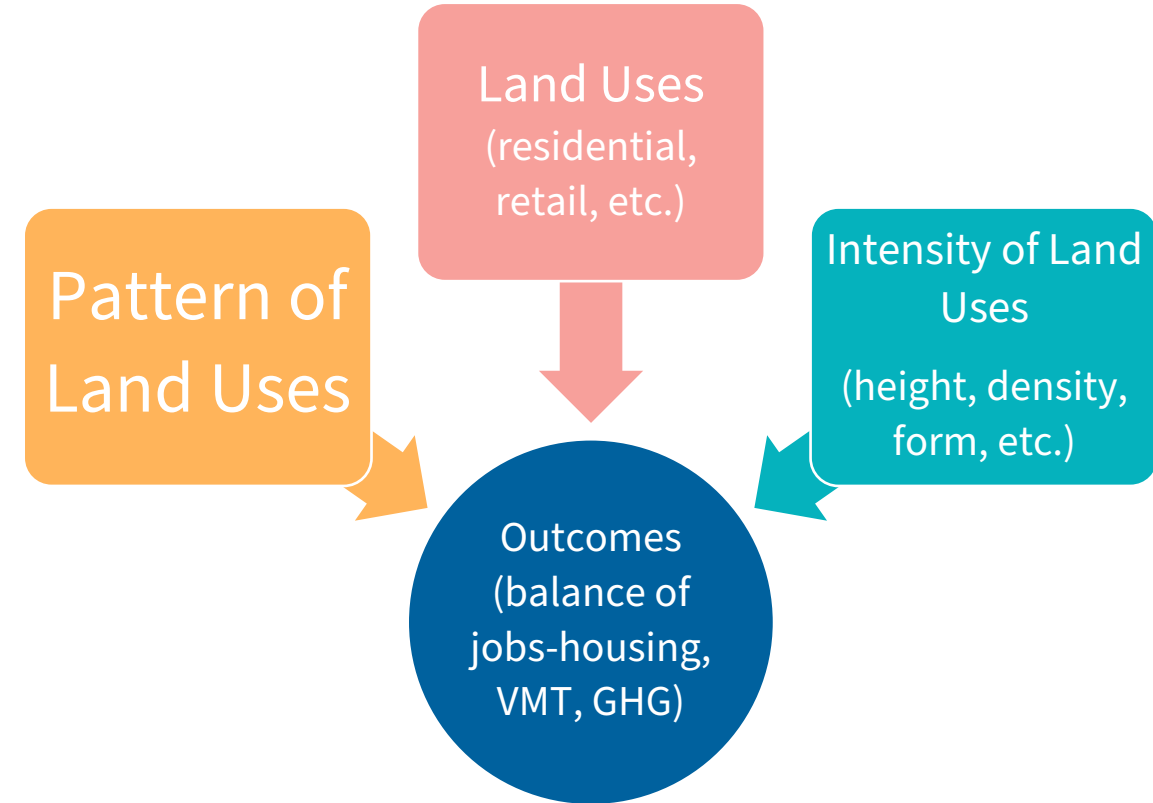 Land Uses
(residential,
retail, etc.)
Pattern of
Land Uses
Intensity of Land
Uses
(height, density,
form, etc.)
Outcomes
(balance of
jobs-housing,
VMT, GHG)